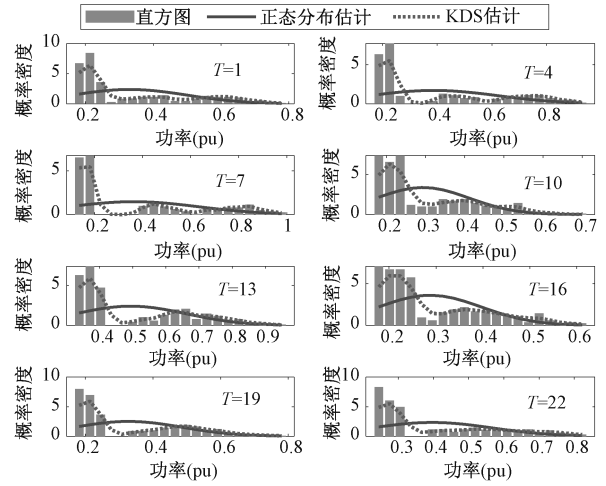 直方图 正态分布估计 KDS估计
概率密度 10 5 0 T=1 0.2 0.4 0.6 0.8 功率(pu)
概率密度 5 0 T=4 0.2 0.4 0.6 0.8 功率(pu)
概率密度 5 0 T=7 0.2 0.4 0.6 0.8 1 功率(pu)
概率密度 5 0 T=10 0.2 0.3 0.4 0.5 0.6 0.7 功率(pu)
概率密度 5 0 T=13 0.4 0.5 0.6 0.7 0.8 0.9 功率(pu)
概率密度 5 0 T=16 0.2 0.2 0.3 0.4 0.5 0.6 功率(pu)
概率密度 10 5 0 T=19 0.2 0.4 0.6 0.8 功率(pu)
概率密度 10 5 0 T=22 0.3 0.4 0.5 0.6 0.7 0.8 功率(pu)